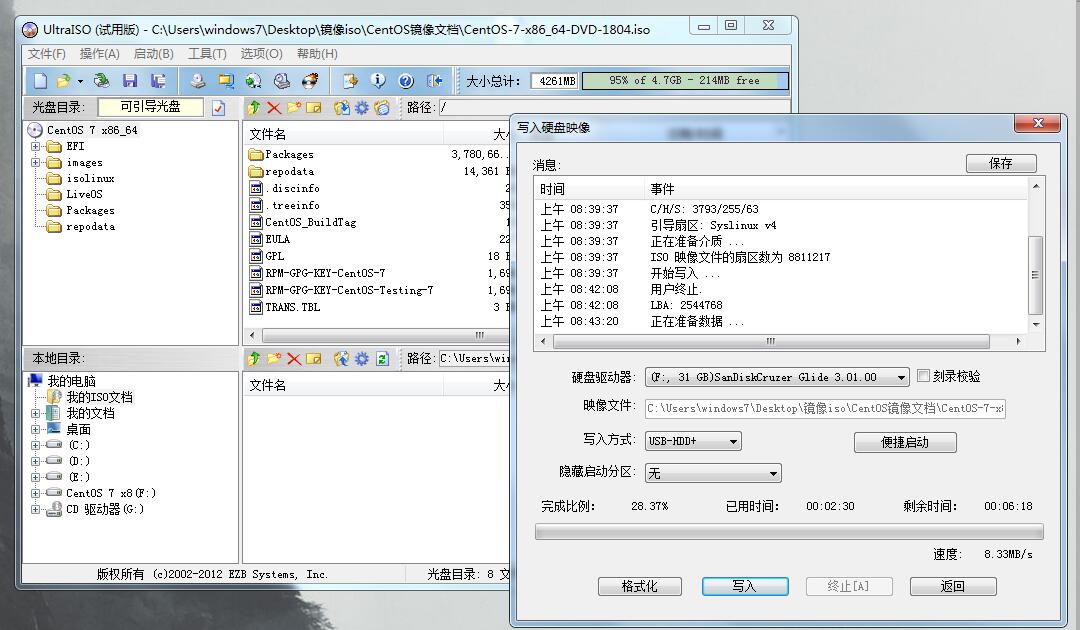 UltraISO (试用版) - C:\Users\windows7\Desktop\镜像iso\CentOS镜像文档\CentOS-7-x86_64-DVD-1804.iso
文件(F) 操作(A) 启动(B) 工具(T) 选项(O) 帮助(H)
大小总计: 4261MB 95% of 4.7GB - 214MB free
光盘目录: 可引导光盘 路径: /
CentOS 7 x86_64
EFI
images
isolinux
LiveOS
Packages
repodata
文件名
Packages 3,780,66...
repodata 14,361
.discinfo
.treeinfo
CentOS_BuildTag
EULA
GPL
RPM-GPG-KEY-CentOS-7
RPM-GPG-KEY-CentOS-Testing-7
TRANS.TBL
本地目录: 路径: C:\Users\wi
我的电脑
我的ISO文档
我的文档
桌面
(C:)
(D:)
(E:)
CentOS 7 x8(F:)
CD 驱动器(G:)
文件名
版权所有 (c)2002-2012 EZB Systems, Inc.
光盘目录: 8 文
写入硬盘映像
消息: 保存
时间 事件
上午 08:39:37 C/H/S: 3793/255/63
上午 08:39:37 引导扇区: Syslinux v4
上午 08:39:37 正在准备介质 ...
上午 08:39:37 ISO 映像文件的扇区数为 8811217
上午 08:39:37 开始写入 ...
上午 08:42:08 用户终止.
上午 08:42:08 LBA: 2544768
上午 08:43:20 正在准备数据 ...
硬盘驱动器: (F:, 31 GB)SanDiskCruzer Glide 3.01.00 刻录校验
映像文件: C:\Users\windows7\Desktop\镜像iso\CentOS镜像文档\CentOS-7-x
写入方式: USB-HDD+ 便捷启动
隐藏启动分区: 无
完成比例: 28.37% 已用时间: 00:02:30 剩余时间: 00:06:18
速度: 8.33MB/s
格式化 写入 终止[A] 返回